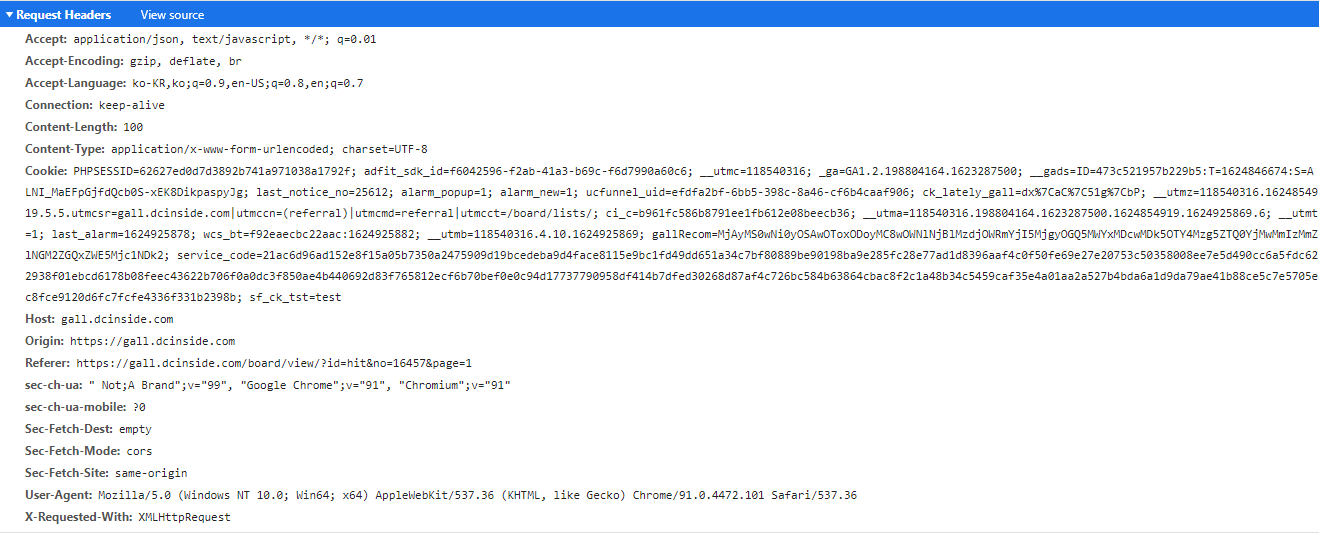 Request Headers View source
Accept: application/json, text/javascript, */*; q=0.01
Accept-Encoding: gzip, deflate, br
Accept-Language: ko-KR,ko;q=0.9,en-US;q=0.8,en;q=0.7
Connection: keep-alive
Content-Length: 100
Content-Type: application/x-www-form-urlencoded; charset=UTF-8
Cookie: PHPSESSID=62627ed0d7d3892b741a971038a1792f; adfit_sdk_id=f6042596-f2ab-41a3-b69c-f6d7990a60c6; __utmc=118540316; _ga=GA1.2.198804164.1623287500; __gads=ID=473c521957b229b5:T=1624846674:S=A
LNI_MaEFpGjfdQcb0S-xEK8DikpaspyJg; last_notice_no=25612; alarm_popup=1; alarm_new=1; ucfunnel_uid=efdfa2bf-6bb5-398c-8a46-cf6b4caaf906; ck_lately_gall=dx%7CaC%7C51g%7CbP; __utmz=118540316.16248549
19.5.5.utmcsr=gall.dcinside.com|utmccn=(referral)|utmcmd=referral|utmcct=/board/lists/; ci_c=b961fc586b8791ee1fb612e08beecb36; __utma=118540316.198804164.1623287500.1624854919.1624925869.6; __utmt
=1; last_alarm=1624925878; wcs_bt=f92eaecbc22aac:1624925882; __utmb=118540316.4.10.1624925869; gallRecom=MjAyMS0wNi0yOSAwOToxODoyMC8wOWNlNjBlMzdjOWRmYjI5MjgyOGQ5MWYxMDcwMDk5OTY4Mzg5ZTQ0YjMwMmIzMmZ
lNGM2ZGQxZWE5Mjc1NDk2; service_code=21ac6d96ad152e8f15a05b7350a2475909d19bcedeba9d4face8115e9bc1fd49dd651a34c7bf80889be90198ba9e285fc28e77ad1d8396aaf4c0f50fe69e27e20753c50358008ee7e5d490cc6a5fdc62
2938f01ebcd6178b08feec43622b706f0a0dc3f850ae4b440692d83f765812ecf6b70bef0e0c94d17737790958df414b7dfed30268d87af4c726bc584b63864cbac8f2c1a48b34c5459caf35e4a01aa2a527b4bda6a1d9da79ae41b88ce5c7e5705e
c8fce9120d6fc7fcfe4336f331b2398b; sf_ck_tst=test
Host: gall.dcinside.com
Origin: https://gall.dcinside.com
Referer: https://gall.dcinside.com/board/view/?id=hit&no=16457&page=1
sec-ch-ua: " Not;A Brand";v="99", "Google Chrome";v="91", "Chromium";v="91"
sec-ch-ua-mobile: ?0
Sec-Fetch-Dest: empty
Sec-Fetch-Mode: cors
Sec-Fetch-Site: same-origin
User-Agent: Mozilla/5.0 (Windows NT 10.0; Win64; x64) AppleWebKit/537.36 (KHTML, like Gecko) Chrome/91.0.4472.101 Safari/537.36
X-Requested-With: XMLHttpRequest